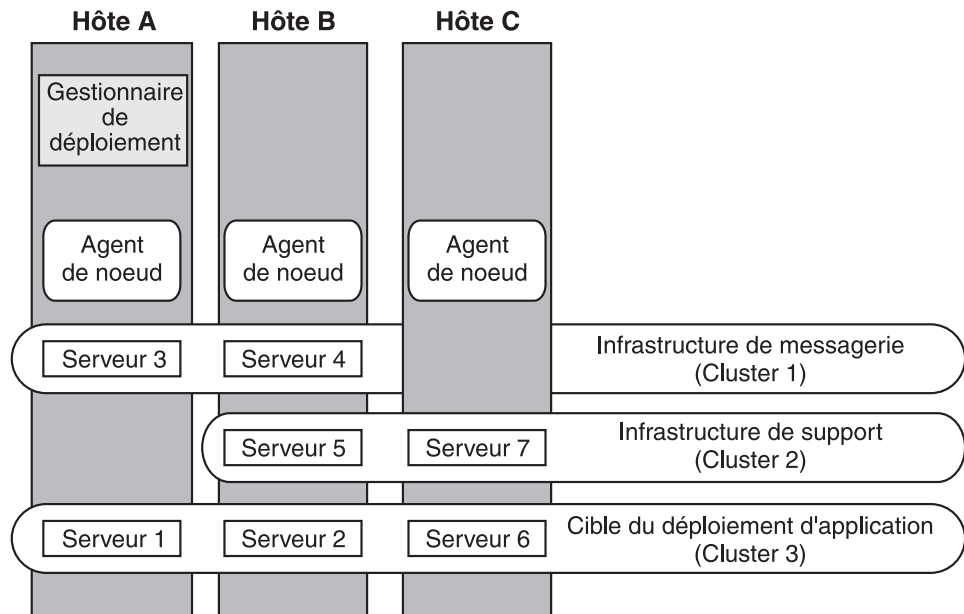 Hôte A
Hôte B
Hôte C
Gestionnaire
de
déploiement
Agent
de noeud
Agent
de noeud
Agent
de noeud
Serveur 3
Serveur 4
Infrastructure de messagerie
(Cluster 1)
Serveur 5
Serveur 7
Infrastructure de support
(Cluster 2)
Serveur 1
Serveur 2
Serveur 6
Cible du déploiement d'application
(Cluster 3)